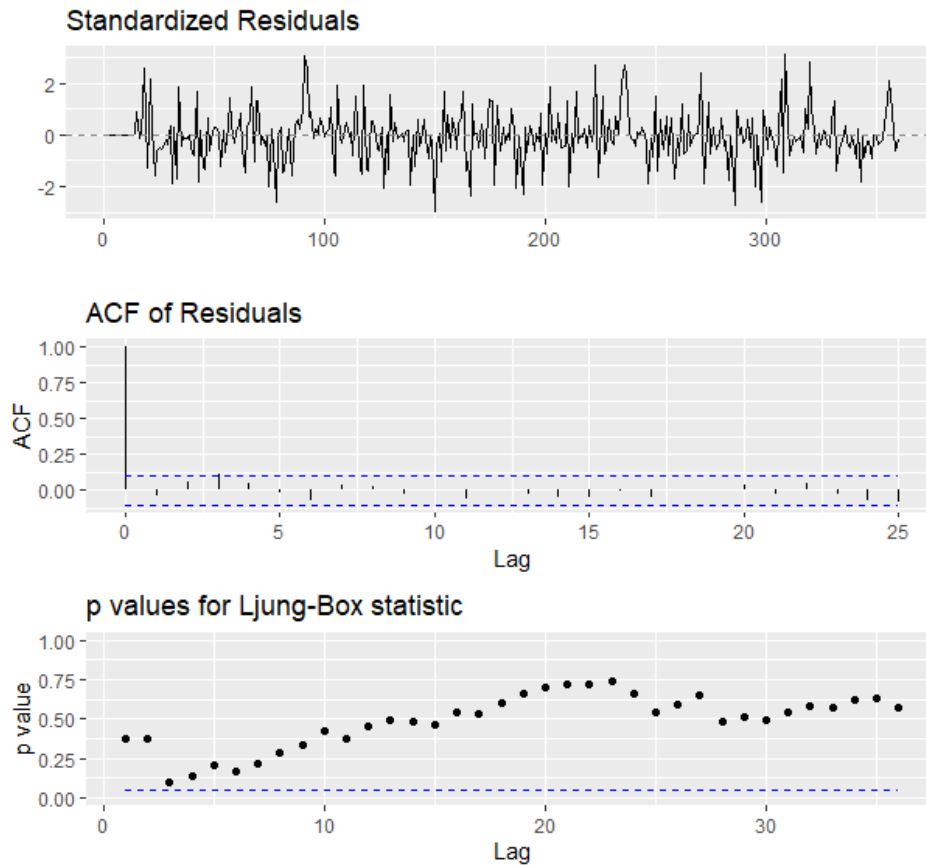 Standardized Residuals
2
0
-2
0 100 200 300
ACF of Residuals
1.00
0.75
0.50
0.25
0.00
ACF
0 5 10 15 20 25
Lag
p values for Ljung-Box statistic
1.00
0.75
0.50
0.25
0.00
p value
0 10 20 30
Lag